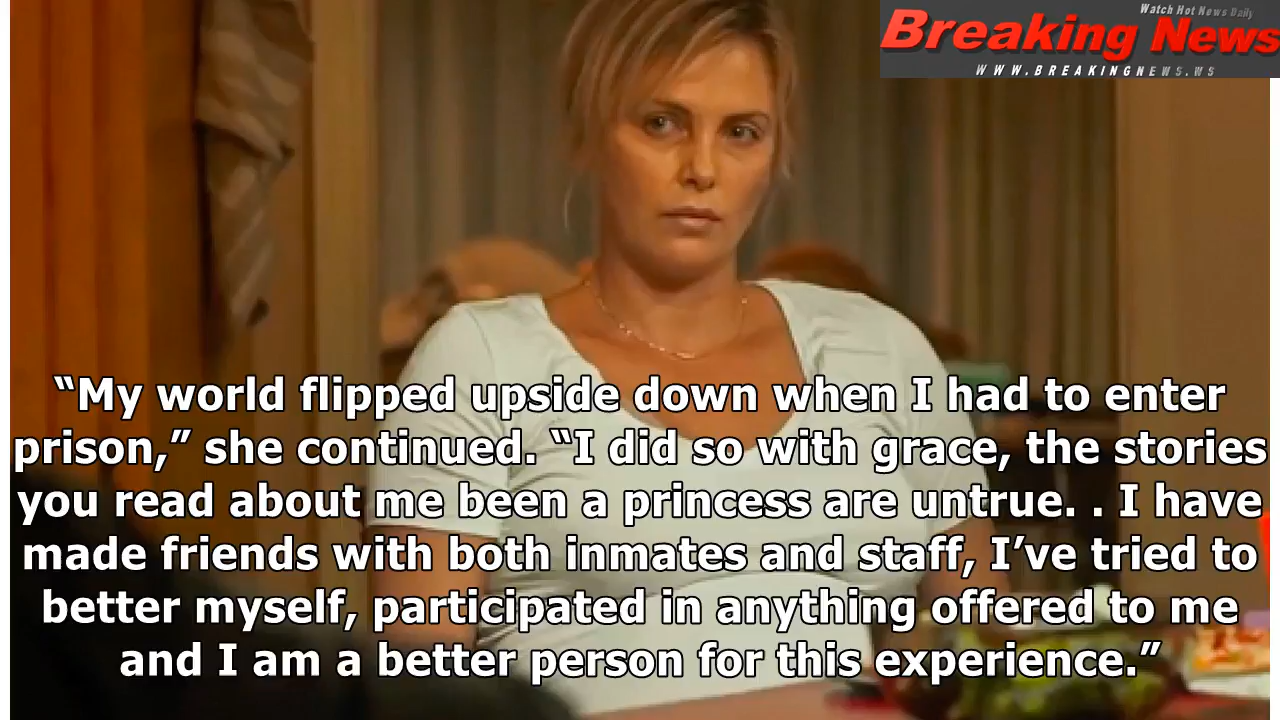 Watch Hot News Daily
Breaking News
WWW.BREAKINGNEWS.WS
“My world flipped upside down when I had to enter
prison,” she continued. “I did so with grace, the stories
you read about me been a princess are untrue. . I have
made friends with both inmates and staff, I’ve tried to
better myself, participated in anything offered to me
and I am a better person for this experience.”